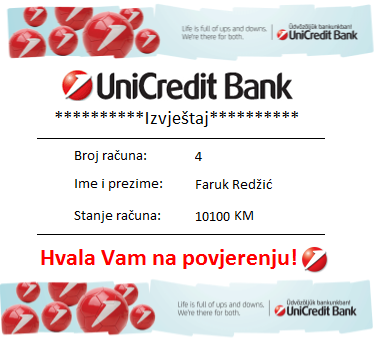 Life is full of ups and downs.
We're there for both.
Üdvözöljük bankunkban!
UniCredit Bank
UniCredit Bank
**********Izvještaj**********
Broj računa: 4
Ime i prezime: Faruk Redžić
Stanje računa: 10100 KM
Hvala Vam na povjerenju!
Life is full of ups and downs.
We're there for both.
Üdvözöljük bankunkban!
UniCredit Bank